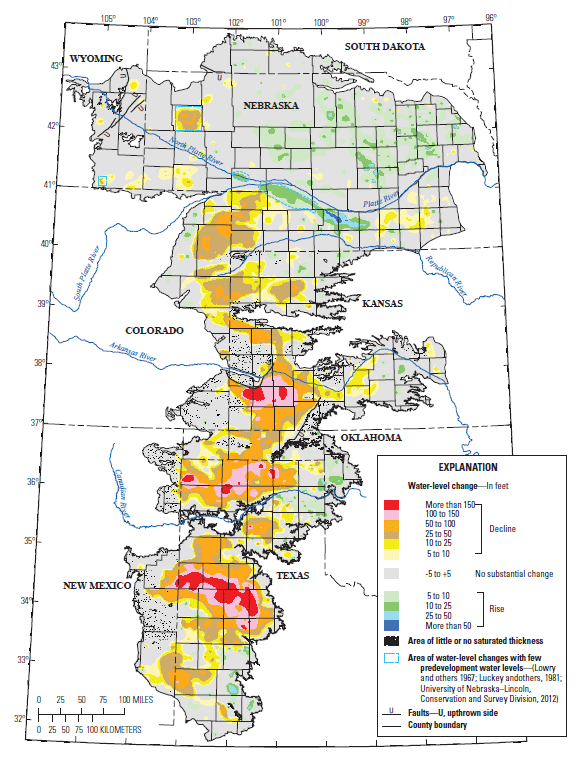 105° 104° 103° 102° 101° 100° 99° 98° 97° 96°
SOUTH DAKOTA
WYOMING
43°
U
NEBRASKA
42°
North Platte River
41°
Platte River
40°
South Platte River
Republican River
39°
KANSAS
COLORADO
Arkansas River
38°
37°
OKLAHOMA
36°
Canadian River
35°
TEXAS
NEW MEXICO
34°
33°
32°
0 25 50 75 100 MILES
0 25 50 75 100 KILOMETERS
EXPLANATION
Water-level change—In feet
More than 150
100 to 150
50 to 100
25 to 50
10 to 25
5 to 10
Decline
-5 to +5 No substantial change
5 to 10
10 to 25
25 to 50
More than 50
Rise
Area of little or no saturated thickness
Area of water-level changes with few
predevelopment water levels—(Lowry
and others 1967; Luckey andothers, 1981;
University of Nebraska–Lincoln,
Conservation and Survey Division, 2012)
U Faults—U, upthrown side
County boundary